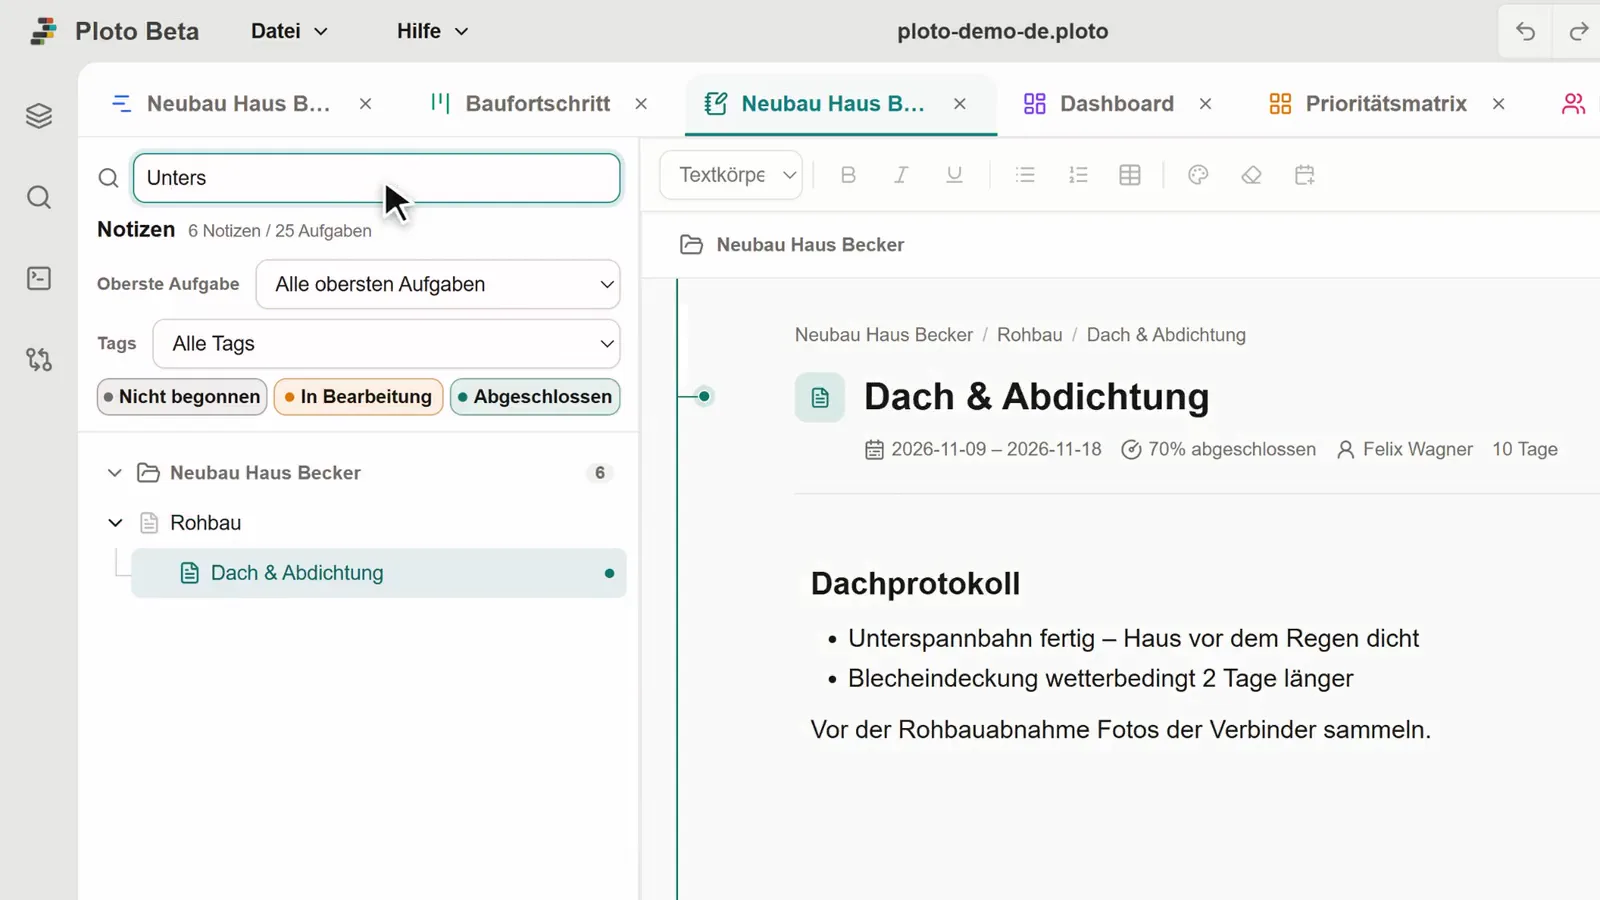 Ploto Beta
Datei
Hilfe
ploto-demo-de.ploto
Neubau Haus B...
Baufortschritt
Neubau Haus B...
Dashboard
Prioritätsmatrix
Unters
Notizen 6 Notizen / 25 Aufgaben
Oberste Aufgabe Alle obersten Aufgaben
Tags Alle Tags
Nicht begonnen In Bearbeitung Abgeschlossen
Neubau Haus Becker 6
Rohbau
Dach & Abdichtung
Textkörpe
B I U
Neubau Haus Becker
Neubau Haus Becker / Rohbau / Dach & Abdichtung
Dach & Abdichtung
2026-11-09 – 2026-11-18 70% abgeschlossen Felix Wagner 10 Tage
Dachprotokoll
• Unterspannbahn fertig – Haus vor dem Regen dicht
• Blecheindeckung wetterbedingt 2 Tage länger
Vor der Rohbauabnahme Fotos der Verbinder sammeln.